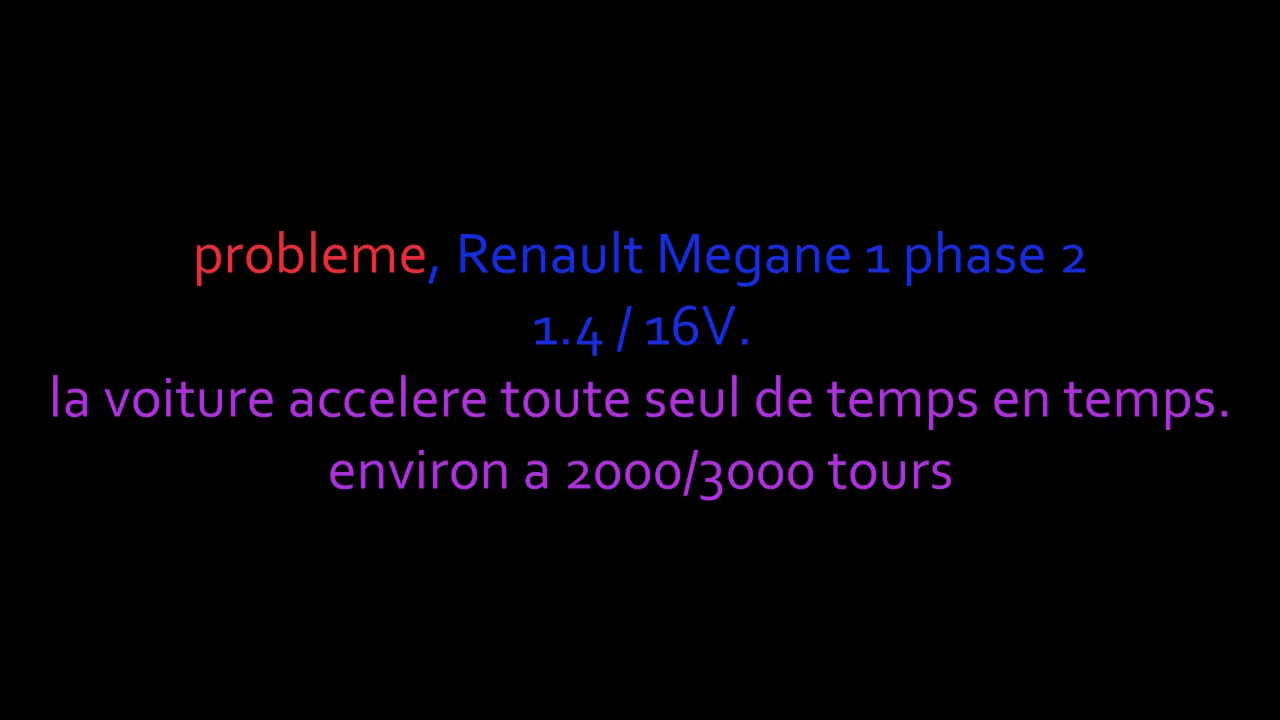 probleme, Renault Megane 1 phase 2
1.4 / 16V.
la voiture accelere toute seul de temps en temps.
environ a 2000/3000 tours